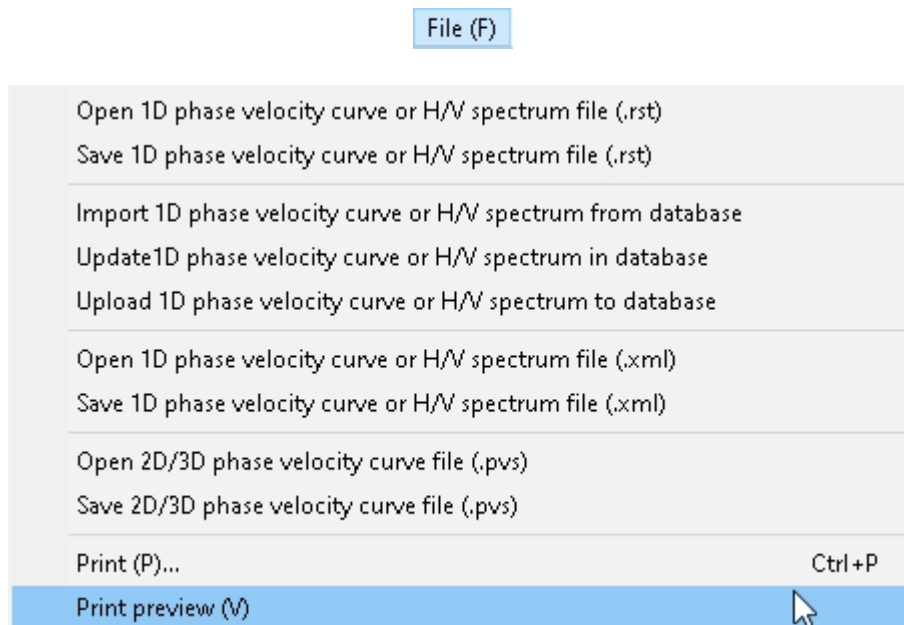 File (F)
Open 1D phase velocity curve or H/V spectrum file (.rst)
Save 1D phase velocity curve or H/V spectrum file (.rst)
Import 1D phase velocity curve or H/V spectrum from database
Update1D phase velocity curve or H/V spectrum in database
Upload 1D phase velocity curve or H/V spectrum to database
Open 1D phase velocity curve or H/V spectrum file (.xml)
Save 1D phase velocity curve or H/V spectrum file (.xml)
Open 2D/3D phase velocity curve file (.pvs)
Save 2D/3D phase velocity curve file (.pvs)
Print (P)... Ctrl+P
Print preview (V)